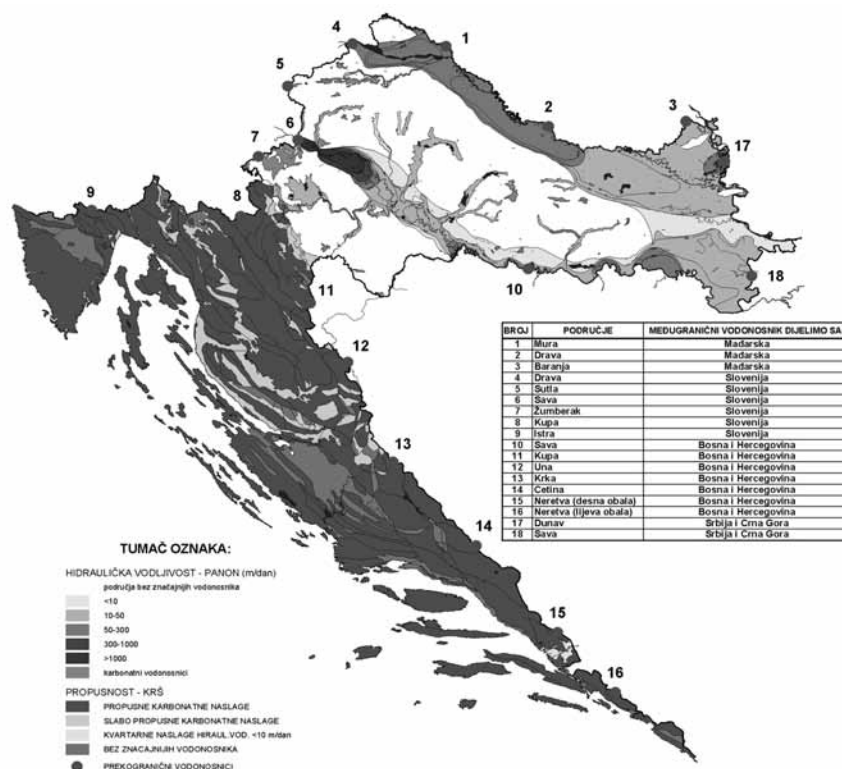 4
1
5
2
3
6
7
17
9
8
18
10
11
12
13
14
15
16
BROJ PODRUČJE MEĐUGRANIČNI VODONOSNIK DIJELIMO SA
1 Mura Mađarska
2 Drava Mađarska
3 Baranja Mađarska
4 Drava Slovenija
5 Sutla Slovenija
6 Sava Slovenija
7 Žumberak Slovenija
8 Kupa Slovenija
9 Istra Slovenija
10 Sava Bosna i Hercegovina
11 Kupa Bosna i Hercegovina
12 Una Bosna i Hercegovina
13 Krka Bosna i Hercegovina
14 Cetina Bosna i Hercegovina
15 Neretva (desna obala) Bosna i Hercegovina
16 Neretva (lijeva obala) Bosna i Hercegovina
17 Dunav Srbija i Crna Gora
18 Sava Srbija i Crna Gora
TUMAČ OZNAKA:
HIDRAULIČKA VODLJIVOST - PANON (m/dan)
područja bez značajnijih vodonosnika
<10
10-50
50-300
300-1000
>1000
karbonatni vodonosnici
PROPUSNOST - KRŠ
PROPUSNE KARBONATNE NASLAGE
SLABO PROPUSNE KARBONATNE NASLAGE
KVARTARNE NASLAGE HIRAUL.VOD. <10 m/dan
BEZ ZNAČAJNIJIH VODONOSNIKA
PREKOGRANIČNI VODONOSNICI